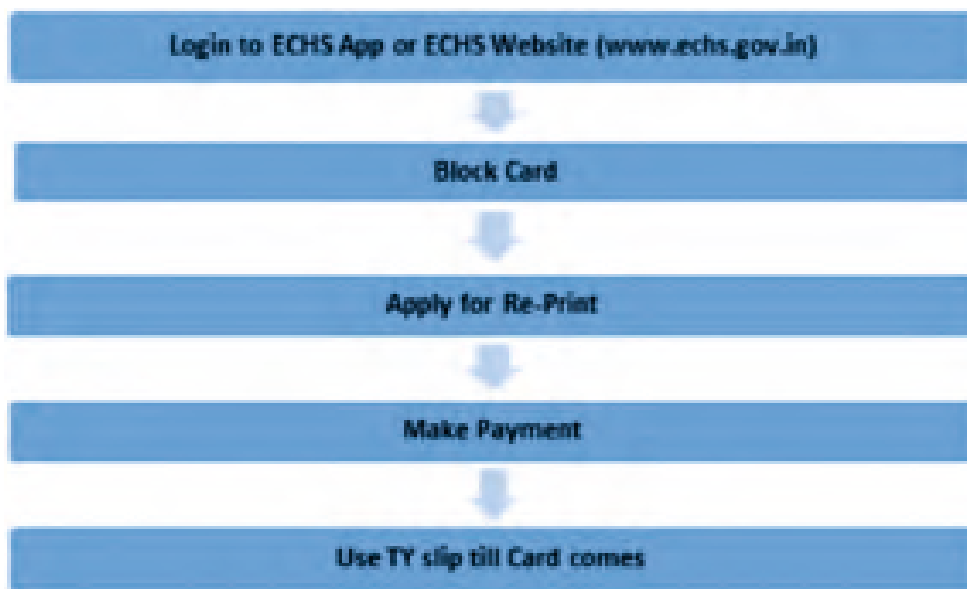 Login to ECHS App or ECHS Website (www.echs.gov.in)
Block Card
Apply for Re-Print
Make Payment
Use TY slip till Card comes